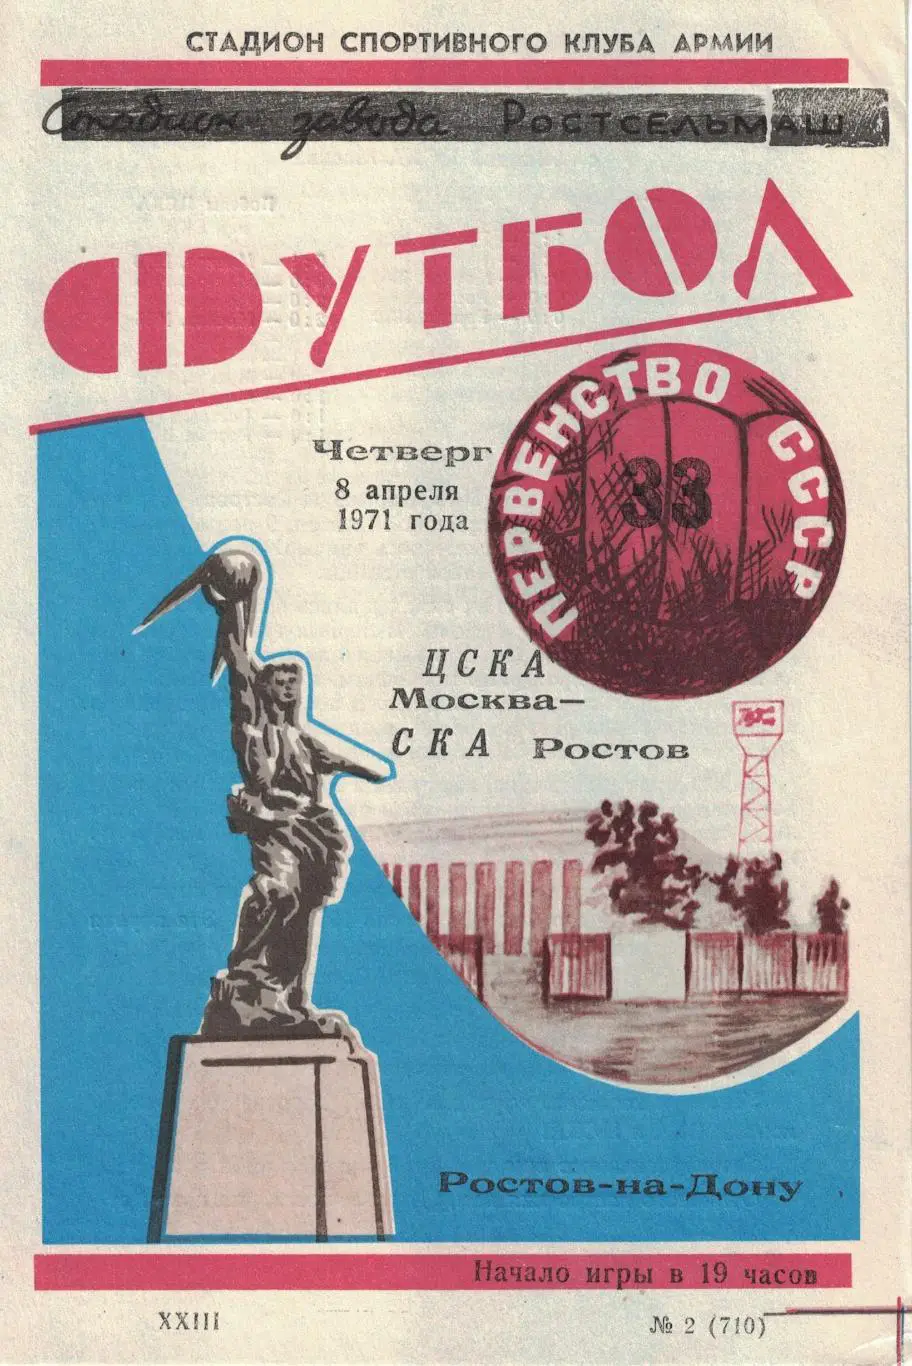 СТАДИОН СПОРТИВНОГО КЛУБА АРМИИ
Стадион завода Ростсельмаш
ФУТБОЛ
ПЕРВЕНСТВО СССР
33
Четверг
8 апреля
1971 года
ЦСКА
Москва—
СКА Ростов
Ростов-на-Дону
Начало игры в 19 часов
XXIII
№ 2 (710)